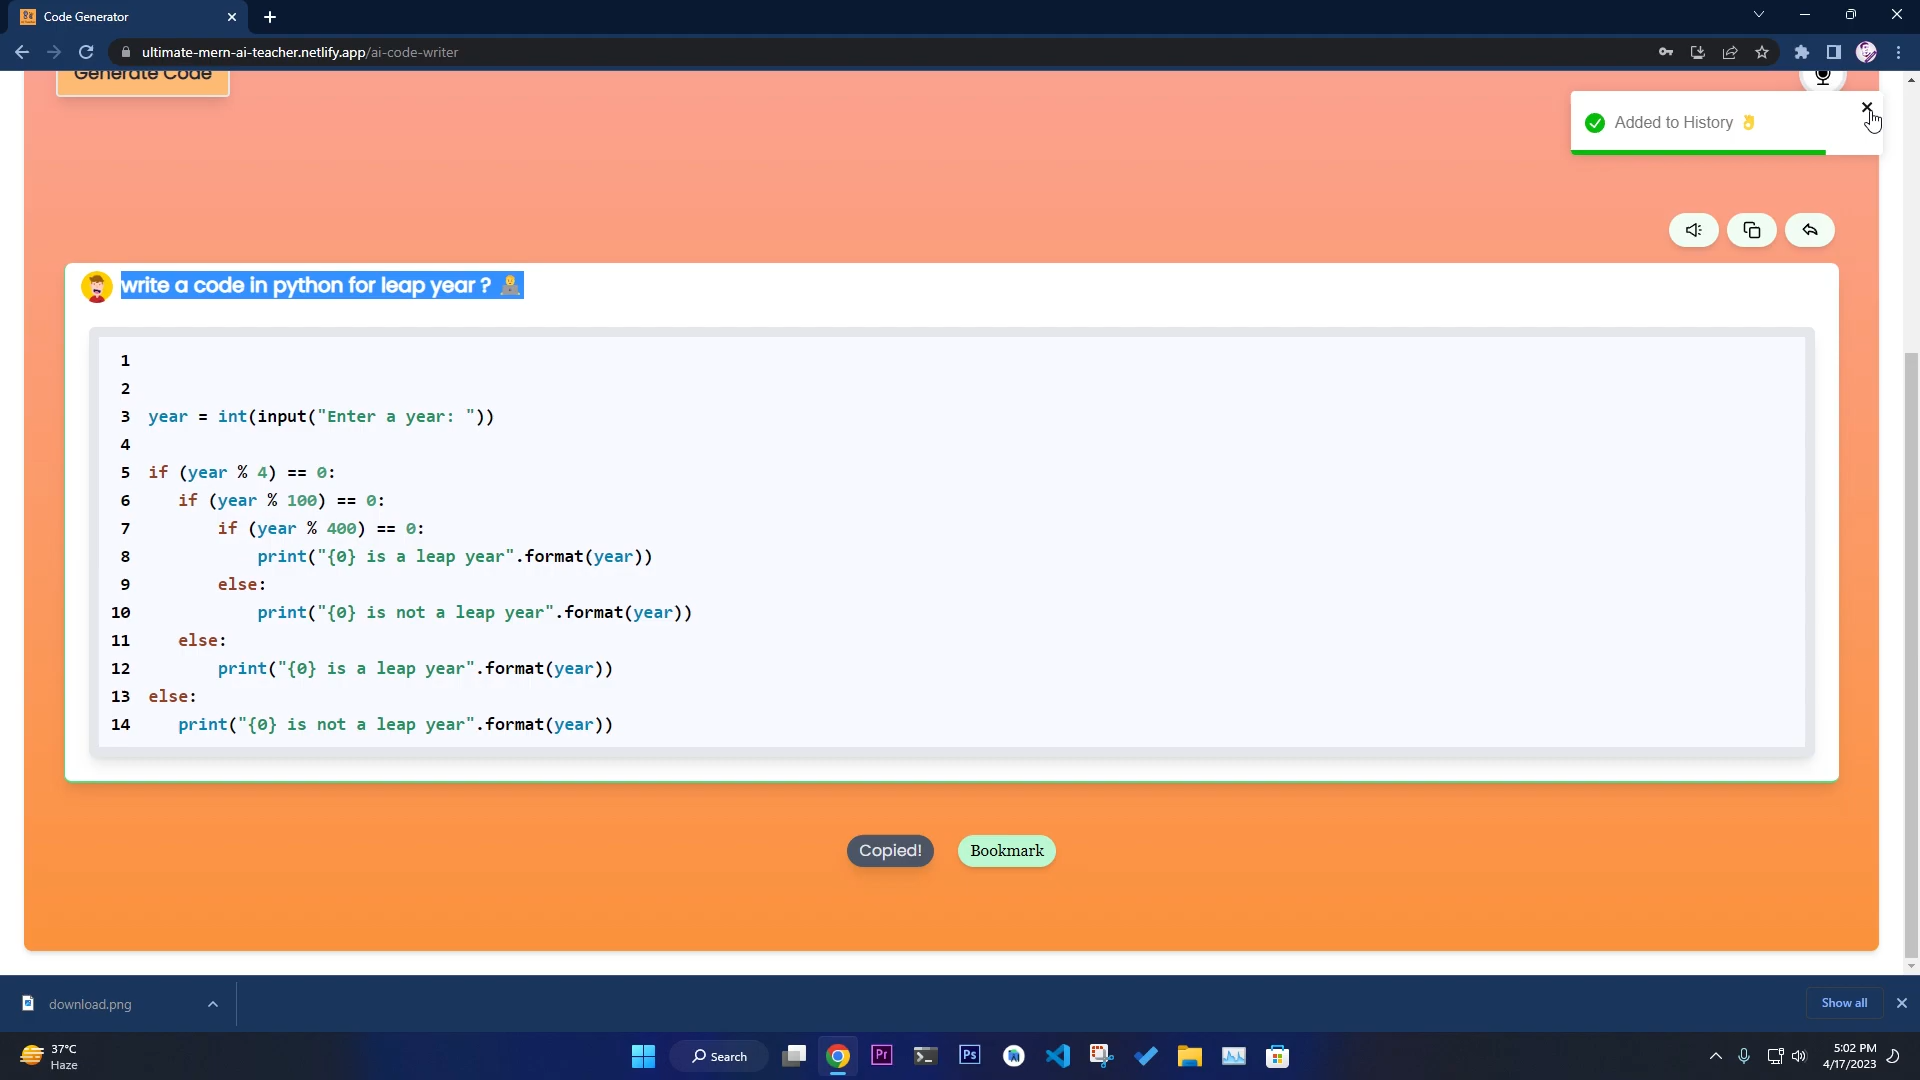 Code Generator
ultimate-mern-ai-teacher.netlify.app/ai-code-writer
Generate Code
Added to History
write a code in python for leap year ?
1
2
3 year = int(input("Enter a year: "))
4
5 if (year % 4) == 0:
6 if (year % 100) == 0:
7 if (year % 400) == 0:
8 print("{0} is a leap year".format(year))
9 else:
10 print("{0} is not a leap year".format(year))
11 else:
12 print("{0} is a leap year".format(year))
13 else:
14 print("{0} is not a leap year".format(year))
Copied! Bookmark
download.png
Show all
37°C
Haze
Search
Pr
Ps
5:02 PM
4/17/2023